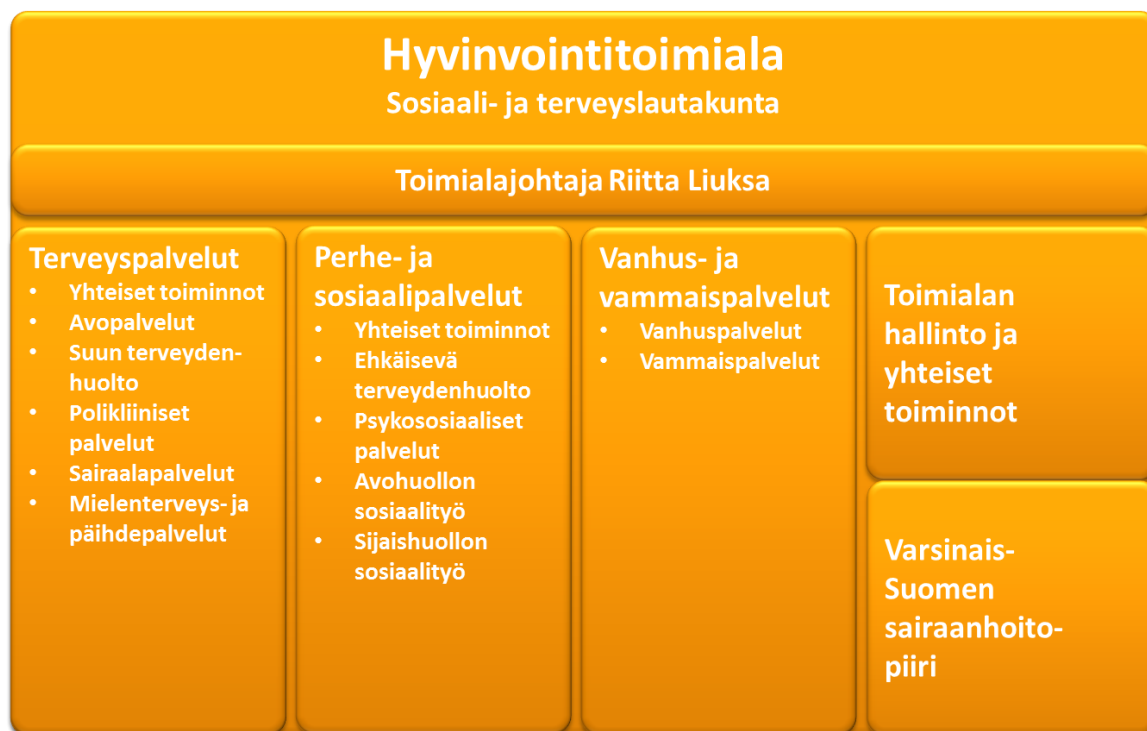 Hyvinvointitoimiala
Sosiaali- ja terveyslautakunta
Toimialajohtaja Riitta Liuksa
Terveyspalvelut
• Yhteiset toiminnot
• Avopalvelut
• Suun terveyden-
huolto
• Polikliiniset
palvelut
• Sairaalapalvelut
• Mielenterveys- ja
päihdepalvelut
Perhe- ja
sosiaalipalvelut
• Yhteiset toiminnot
• Ehkäisevä
terveydenhuolto
• Psykososiaaliset
palvelut
• Avohuollon
sosiaalityö
• Sijaishuollon
sosiaalityö
Vanhus- ja
vammaispalvelut
• Vanhuspalvelut
• Vammaispalvelut
Toimialan
hallinto ja
yhteiset
toiminnot
Varsinais-
Suomen
sairaanhoito-
piiri